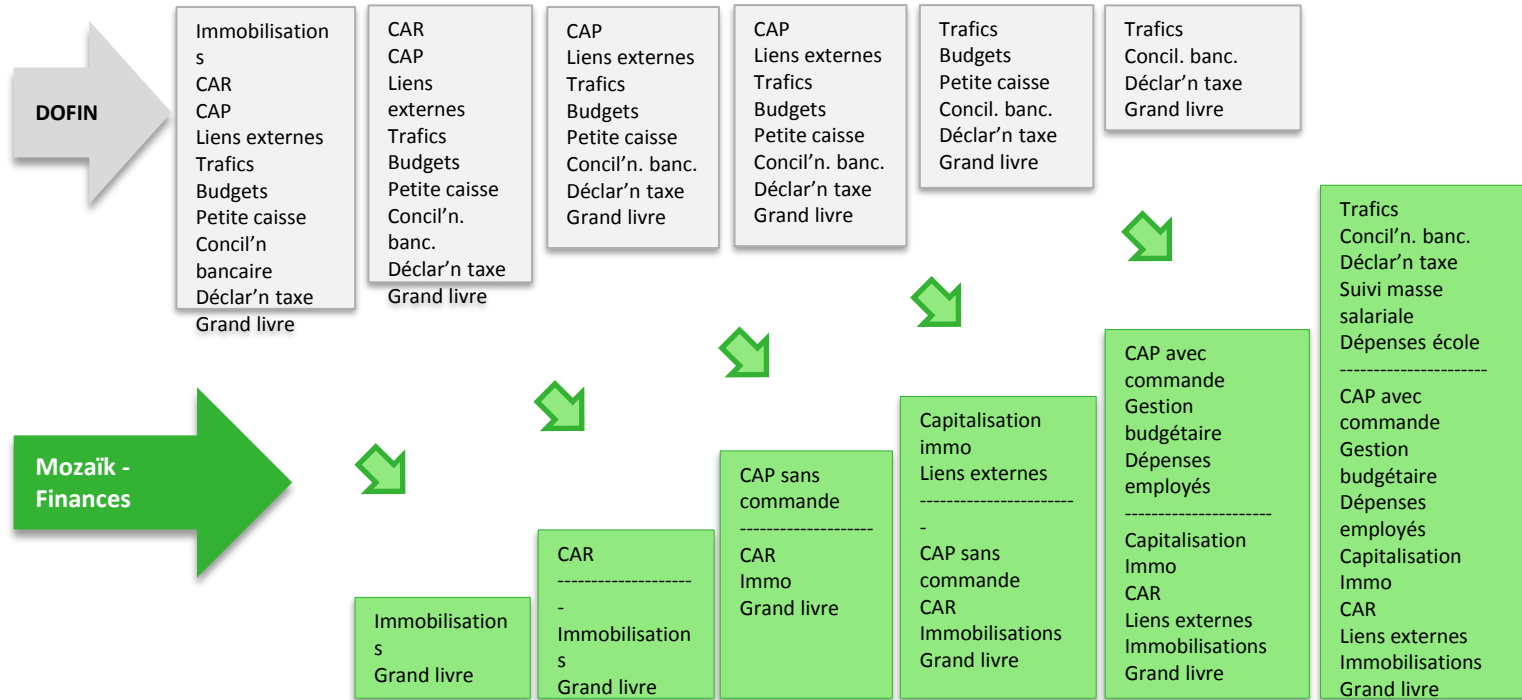 DOFIN
Immobilisation
s
CAR
CAP
Liens externes
Trafics
Budgets
Petite caisse
Concil'n
bancaire
Déclar'n taxe
Grand livre
CAR
CAP
Liens
externes
Trafics
Budgets
Petite caisse
Concil'n.
banc.
Déclar'n taxe
Grand livre
CAP
Liens externes
Trafics
Budgets
Petite caisse
Concil'n. banc.
Déclar'n taxe
Grand livre
CAP
Liens externes
Trafics
Budgets
Petite caisse
Concil'n. banc.
Déclar'n taxe
Grand livre
Trafics
Budgets
Petite caisse
Concil. banc.
Déclar'n taxe
Grand livre
Trafics
Concil. banc.
Déclar'n taxe
Grand livre
Mozaïk -
Finances
Immobilisation
s
Grand livre
CAR
--------------------
-
Immobilisation
s
Grand livre
CAP sans
commande
--------------------
CAR
Immo
Grand livre
Capitalisation
immo
Liens externes
-----------------------
-
CAP sans
commande
CAR
Immobilisations
Grand livre
CAP avec
commande
Gestion
budgétaire
Dépenses
employés
----------------------
Capitalisation
Immo
CAR
Liens externes
Immobilisations
Grand livre
Trafics
Concil'n. banc.
Déclar'n taxe
Suivi masse
salariale
Dépenses école
----------------------
CAP avec
commande
Gestion
budgétaire
Dépenses
employés
Capitalisation
Immo
CAR
Liens externes
Immobilisations
Grand livre